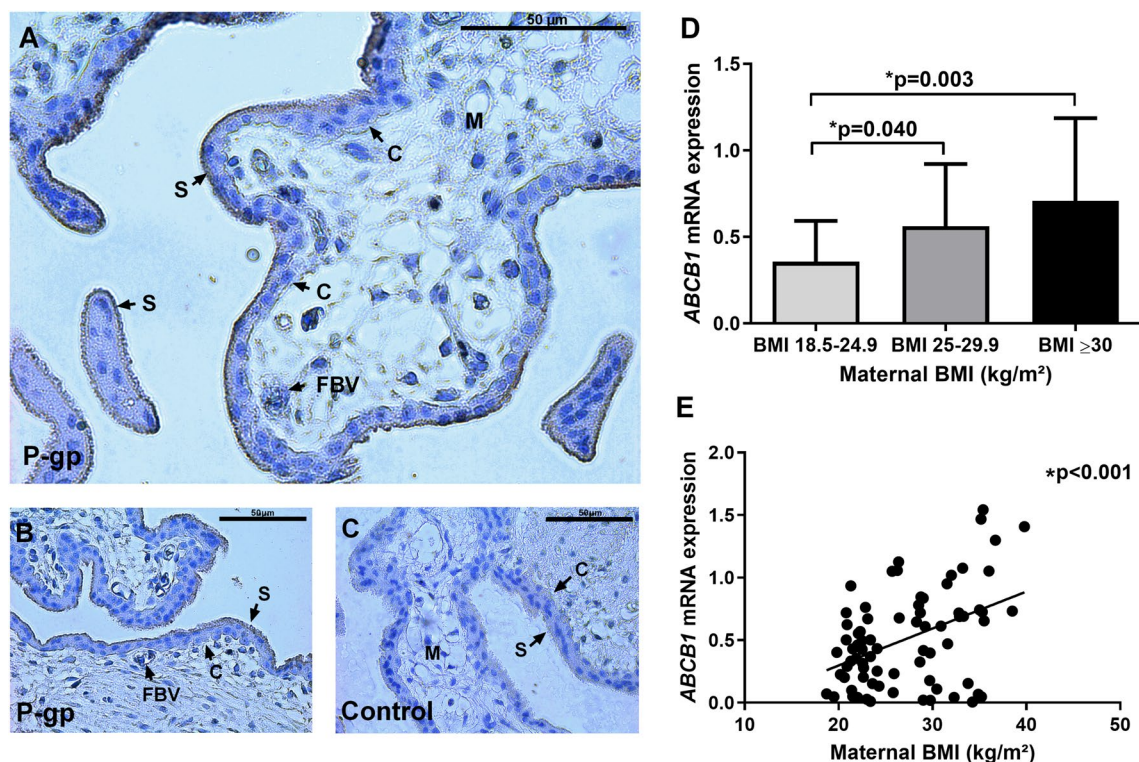 A
50 µm
M
C
S
C
S
FBV
P-gp
B
50µm
S
C
FBV
P-gp
C
50µm
C
S
M
Control
D
1.5
1.0
0.5
0.0
ABCB1 mRNA expression
*p=0.003
*p=0.040
BMI 18.5-24.9 BMI 25-29.9 BMI ≥30
Maternal BMI (kg/m²)
E
2.0
1.5
1.0
0.5
0.0
ABCB1 mRNA expression
*p<0.001
10 20 30 40 50
Maternal BMI (kg/m²)